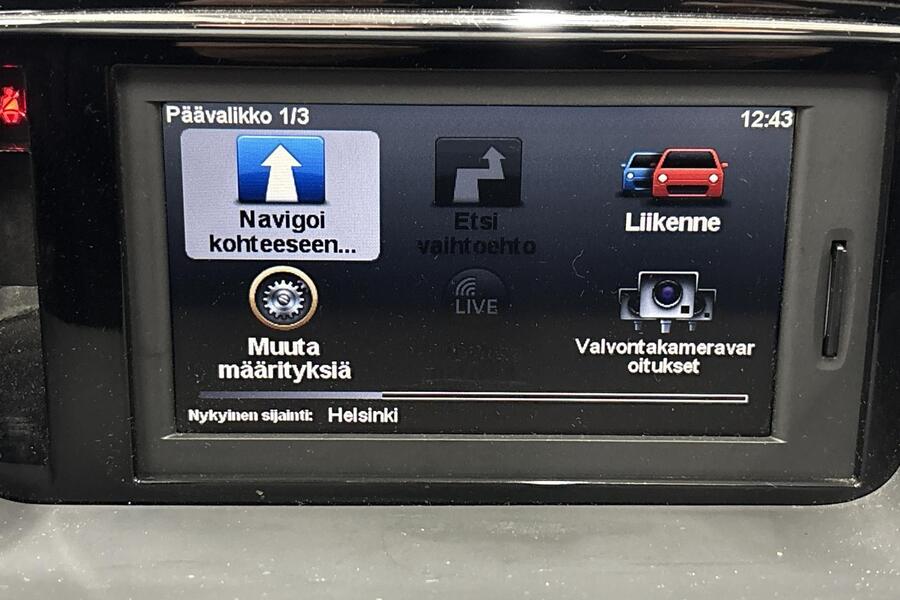 Päävalikko 1/3
12:43
Navigoi
kohteeseen...
Etsi
vaihtoehto
Liikenne
LIVE
Muuta
määrityksiä
Valvontakameravar
oitukset
Nykyinen sijainti: Helsinki